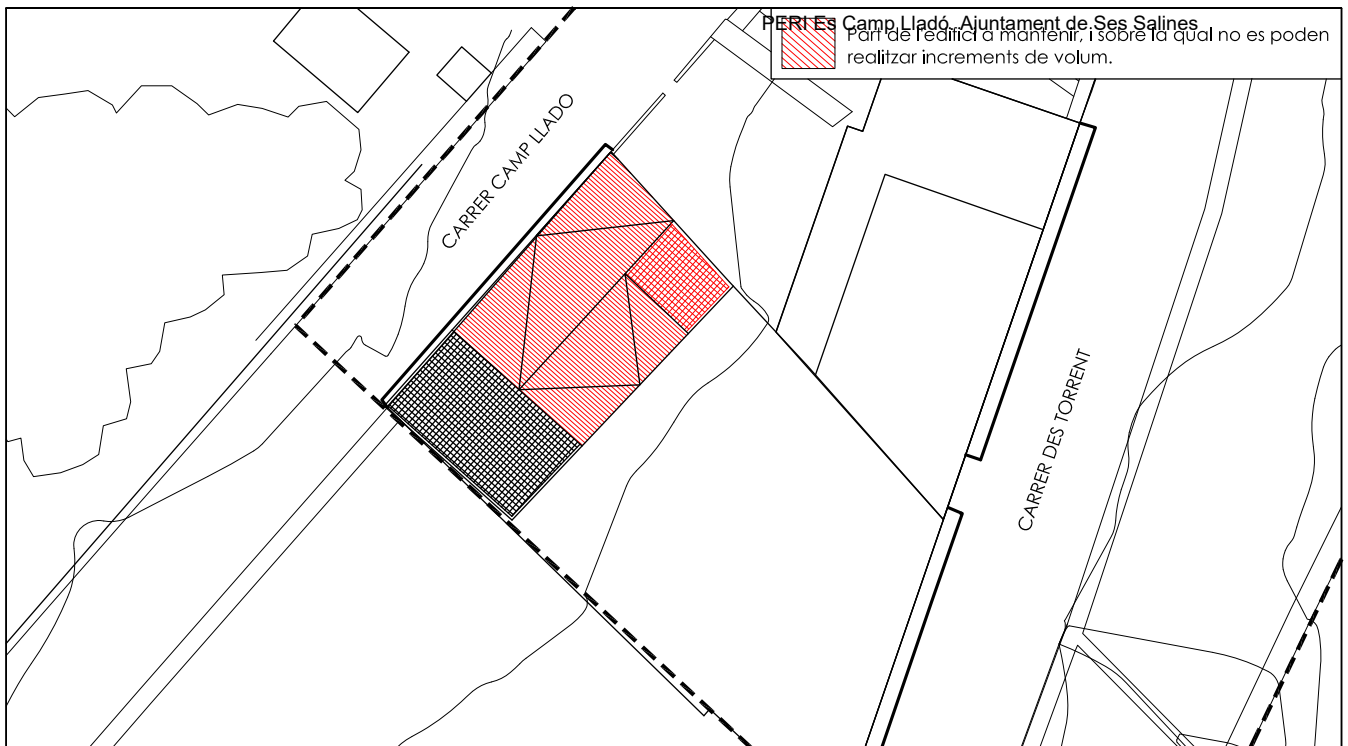 PERI Es Camp Lladó. Ajuntament de Ses Salines
Part de l'edifici a mantenir, i sobre la qual no es poden
realitzar increments de volum.
CARRER CAMP LLADO
CARRER DES TORRENT